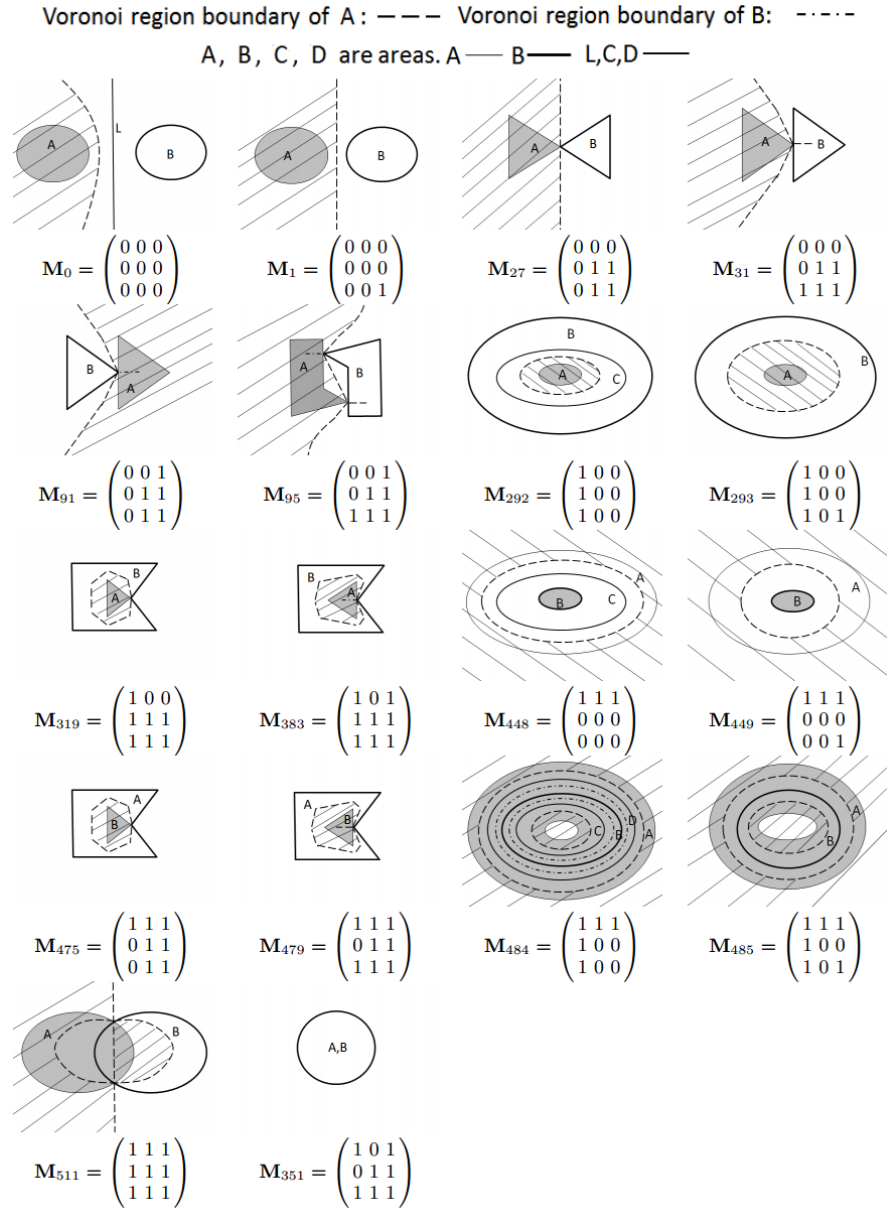 Voronoi region boundary of A: Voronoi region boundary of B:
A, B, C, D are areas. A B L,C,D
A L B A B A B A B
M₀ = (0 0 0 M₁ = (0 0 0 M₂₇ = (0 0 0 M₃₁ = (0 0 0
0 0 0 0 0 0 0 1 1 0 1 1
0 0 0) 0 0 1) 0 1 1) 1 1 1)
B A A B B A C A B
M₉₁ = (0 0 1 M₉₅ = (0 0 1 M₂₉₂ = (1 0 0 M₂₉₃ = (1 0 0
0 1 1 0 1 1 1 0 0 1 0 0
0 1 1) 1 1 1) 1 0 0) 1 0 1)
B A B A A B C A B
M₃₁₉ = (1 0 0 M₃₈₃ = (1 0 1 M₄₄₈ = (1 1 1 M₄₄₉ = (1 1 1
1 1 1 1 1 1 0 0 0 0 0 0
1 1 1) 1 1 1) 0 0 0) 0 0 1)
A B A B C B D A B A
M₄₇₅ = (1 1 1 M₄₇₉ = (1 1 1 M₄₈₄ = (1 1 1 M₄₈₅ = (1 1 1
0 1 1 0 1 1 1 0 0 1 0 0
0 1 1) 1 1 1) 1 0 0) 1 0 1)
A B A,B
M₅₁₁ = (1 1 1 M₃₅₁ = (1 0 1
1 1 1 0 1 1
1 1 1) 1 1 1)